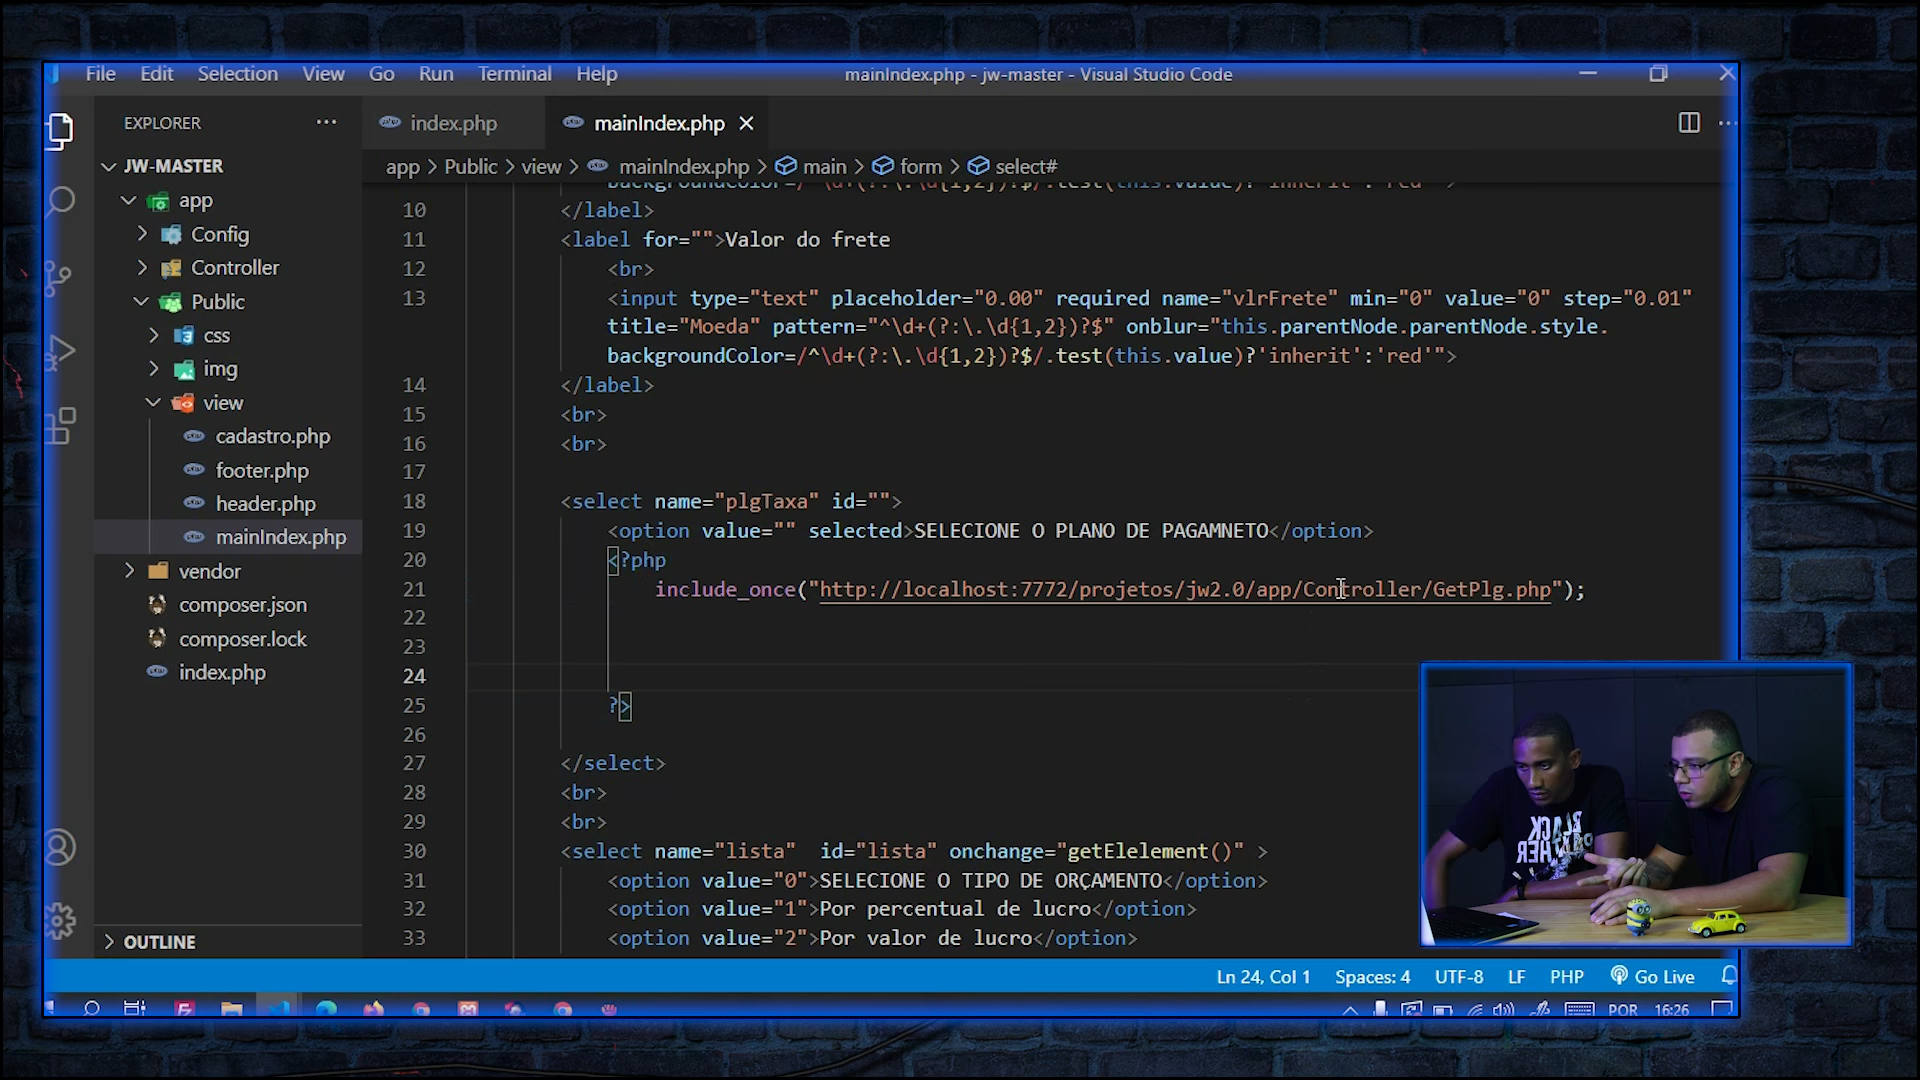 File Edit Selection View Go Run Terminal Help
mainIndex.php - jw-master - Visual Studio Code
EXPLORER
JW-MASTER
app
Config
Controller
Public
css
img
view
cadastro.php
footer.php
header.php
mainIndex.php
vendor
composer.json
composer.lock
index.php
OUTLINE
index.php
mainIndex.php
app > Public > view > mainIndex.php > main > form > select#
backgroundColor=/^\d+(?:\.\d{1,2})?$/.test(this.value)?'inherit':'red'">
10 </label>
11 <label for="">Valor do frete
12 <br>
13 <input type="text" placeholder="0.00" required name="vlrFrete" min="0" value="0" step="0.01"
title="Moeda" pattern="^\d+(?:\.\d{1,2})?$" onblur="this.parentNode.parentNode.style.
backgroundColor=/^\d+(?:\.\d{1,2})?$/.test(this.value)?'inherit':'red'">
14 </label>
15 <br>
16 <br>
17
18 <select name="plgTaxa" id="">
19 <option value="" selected>SELECIONE O PLANO DE PAGAMNETO</option>
20 <?php
21 include_once("http://localhost:7772/projetos/jw2.0/app/Controller/GetPlg.php");
22
23
24
25 ?>
26
27 </select>
28 <br>
29 <br>
30 <select name="lista"  id="lista" onchange="getElelement()" >
31 <option value="0">SELECIONE O TIPO DE ORÇAMENTO</option>
32 <option value="1">Por percentual de lucro</option>
33 <option value="2">Por valor de lucro</option>
BLACK
Ln 24, Col 1 Spaces: 4 UTF-8 LF PHP Go Live
POR 16:26